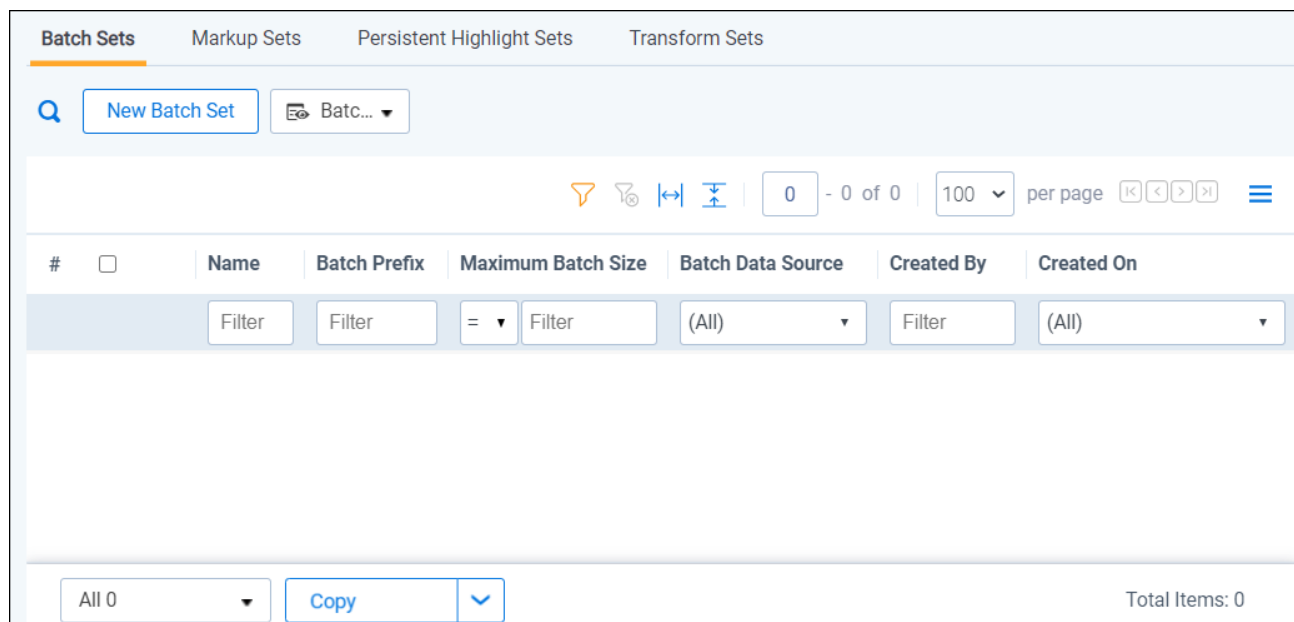 Batch Sets Markup Sets Persistent Highlight Sets Transform Sets
New Batch Set Batc...
0 - 0 of 0 100 per page
# Name Batch Prefix Maximum Batch Size Batch Data Source Created By Created On
Filter Filter = Filter (All) Filter (All)
All 0 Copy Total Items: 0